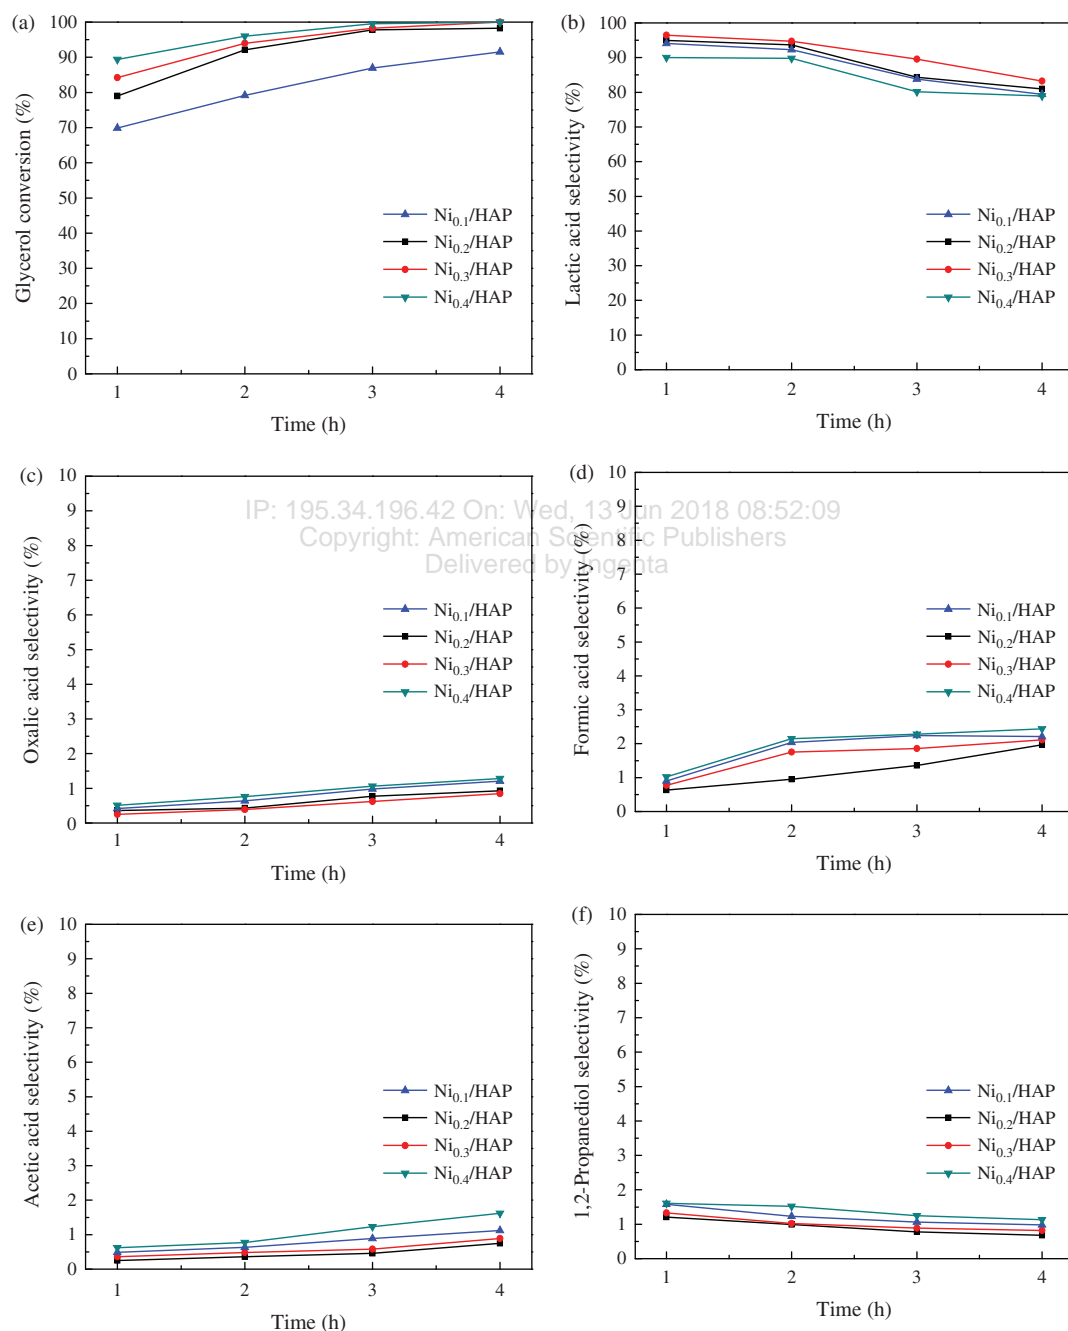 (a)
100
90
80
70
60
50
40
30
20
10
0
Glycerol conversion (%)
Ni0.1/HAP
Ni0.2/HAP
Ni0.3/HAP
Ni0.4/HAP
1 2 3 4
Time (h)
(b)
100
90
80
70
60
50
40
30
20
10
0
Lactic acid selectivity (%)
Ni0.1/HAP
Ni0.2/HAP
Ni0.3/HAP
Ni0.4/HAP
1 2 3 4
Time (h)
IP: 195.34.196.42 On: Wed, 13 Jun 2018 08:52:09
Copyright: American Scientific Publishers
Delivered by Ingenta
(c)
10
9
8
7
6
5
4
3
2
1
0
Oxalic acid selectivity (%)
Ni0.1/HAP
Ni0.2/HAP
Ni0.3/HAP
Ni0.4/HAP
1 2 3 4
Time (h)
(d)
10
9
8
7
6
5
4
3
2
1
0
Formic acid selectivity (%)
Ni0.1/HAP
Ni0.2/HAP
Ni0.3/HAP
Ni0.4/HAP
1 2 3 4
Time (h)
(e)
10
9
8
7
6
5
4
3
2
1
0
Acetic acid selectivity (%)
Ni0.1/HAP
Ni0.2/HAP
Ni0.3/HAP
Ni0.4/HAP
1 2 3 4
Time (h)
(f)
10
9
8
7
6
5
4
3
2
1
0
1,2-Propanediol selectivity (%)
Ni0.1/HAP
Ni0.2/HAP
Ni0.3/HAP
Ni0.4/HAP
1 2 3 4
Time (h)